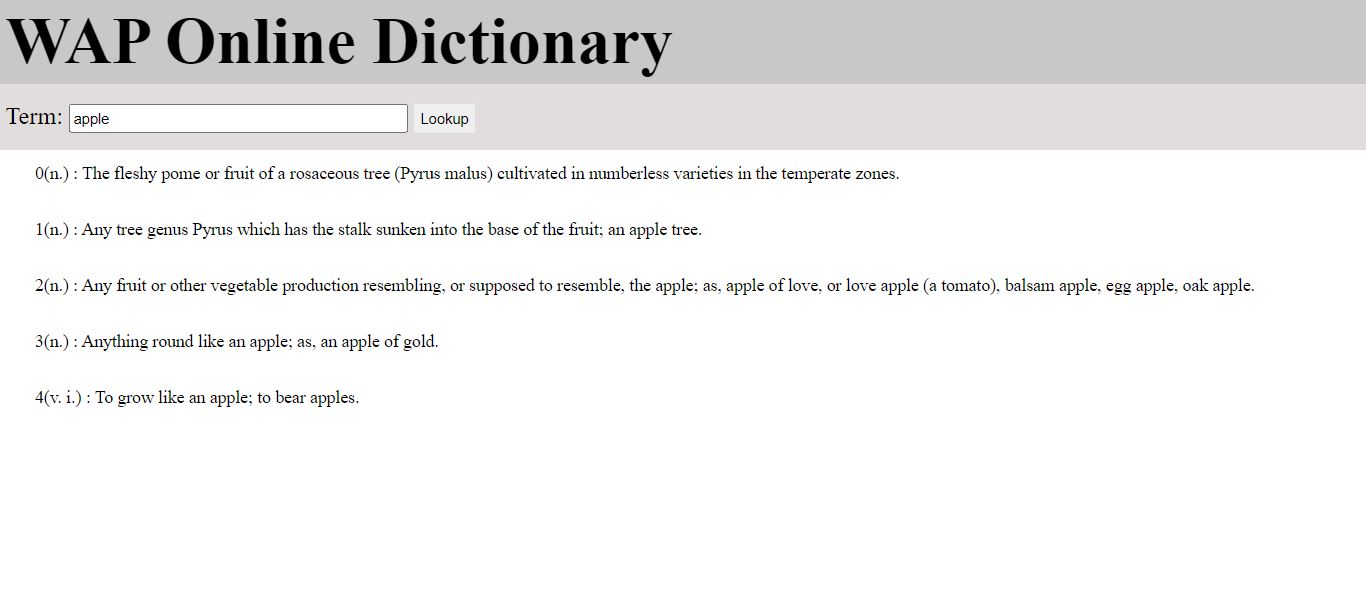 WAP Online Dictionary
Term: apple Lookup
0(n.) : The fleshy pome or fruit of a rosaceous tree (Pyrus malus) cultivated in numberless varieties in the temperate zones.
1(n.) : Any tree genus Pyrus which has the stalk sunken into the base of the fruit; an apple tree.
2(n.) : Any fruit or other vegetable production resembling, or supposed to resemble, the apple; as, apple of love, or love apple (a tomato), balsam apple, egg apple, oak apple.
3(n.) : Anything round like an apple; as, an apple of gold.
4(v. i.) : To grow like an apple; to bear apples.